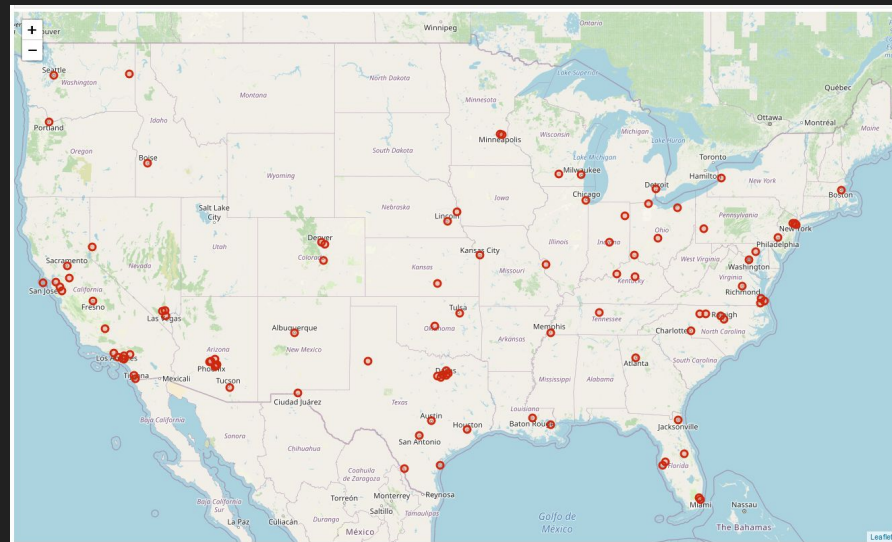 +
−
Vancouver
Winnipeg
Ontario
Seattle
Washington
Lake Superior
North Dakota
Montana
Minnesota
Québec
Ottawa
Montréal
Maine
Portland
Idaho
Minneapolis
Wisconsin
Michigan
Lake Huron
Oregon
Boise
South Dakota
Lake Michigan
Toronto
Milwaukee
Hamilton
Wyoming
Detroit
New York
Boston
Chicago
Iowa
Salt Lake
City
Nebraska
Lincoln
Pennsylvania
New York
Denver
Ohio
Philadelphia
Utah
Kansas City
Illinois
Sacramento
Nevada
Colorado
West Virginia
Washington
Kansas
Missouri
Virginia
San José
California
Kentucky
Richmond
Fresno
Tulsa
Las Vegas
Tennessee
Raleigh
Albuquerque
Oklahoma
Memphis
Charlotte
North Carolina
Arizona
New Mexico
Arkansas
Los Angeles
Atlanta
South Carolina
Phoenix
Dallas
Tijuana
Mexicali
Tucson
Mississippi
Alabama
Ciudad Juárez
Texas
Louisiana
Baja California
Austin
Houston
Baton Rouge
Jacksonville
Sonora
San Antonio
Chihuahua
Florida
Coahuila
de Zaragoza
Torreón
Monterrey
Reynosa
Baja California
Sur
Saltillo
Miami
Nassau
Tamaulipas
La Paz
Culiacán
Durango
Golfo de
México
The Bahamas
México
Leaflet